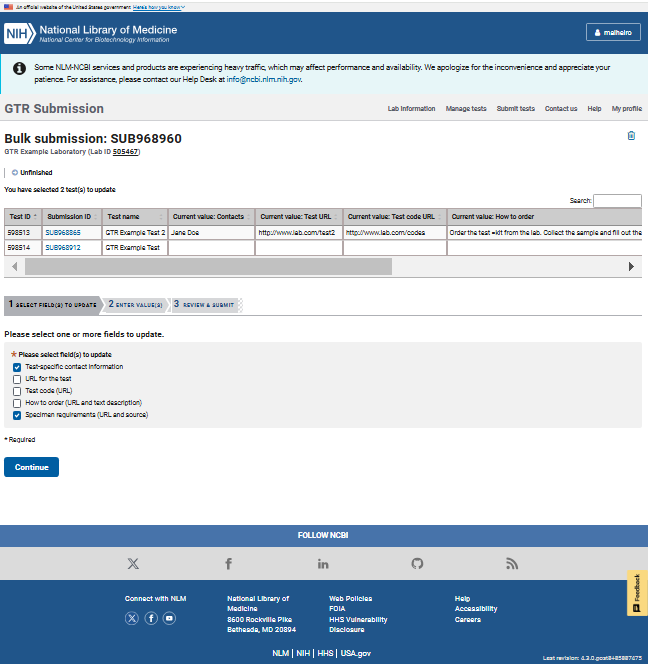 An official website of the United States government. Here's how you know
NIH National Library of Medicine
National Center for Biotechnology Information
malheiro
Some NLM-NCBI services and products are experiencing heavy traffic, which may affect performance and availability. We apologize for the inconvenience and appreciate your
patience. For assistance, please contact our Help Desk at info@ncbi.nlm.nih.gov.
GTR Submission
Lab Information Manage tests Submit tests Contact us Help My profile
Bulk submission: SUB968960
GTR Example Laboratory (Lab ID 505467)
Unfinished
You have selected 2 test(s) to update
Search:
Test ID Submission ID Test name Current value: Contacts Current value: Test URL Current value: Test code URL Current value: How to order
598513 SUB968865 GTR Example Test 2 Jane Doe http://www.lab.com/test2 http://www.lab.com/codes Order the test =kit from the lab. Collect the sample and fill out the
598514 SUB968912 GTR Example Test
1 SELECT FIELD(S) TO UPDATE 2 ENTER VALUE(S) 3 REVIEW & SUBMIT
Please select one or more fields to update.
* Please select field(s) to update
Test-specific contact information
URL for the test
Test code (URL)
How to order (URL and text description)
Specimen requirements (URL and source)
* Required
Continue
FOLLOW NCBI
Connect with NLM
National Library of
Medicine
8600 Rockville Pike
Bethesda, MD 20894
Web Policies
FOIA
HHS Vulnerability
Disclosure
Help
Accessibility
Careers
Feedback
NLM | NIH | HHS | USA.gov